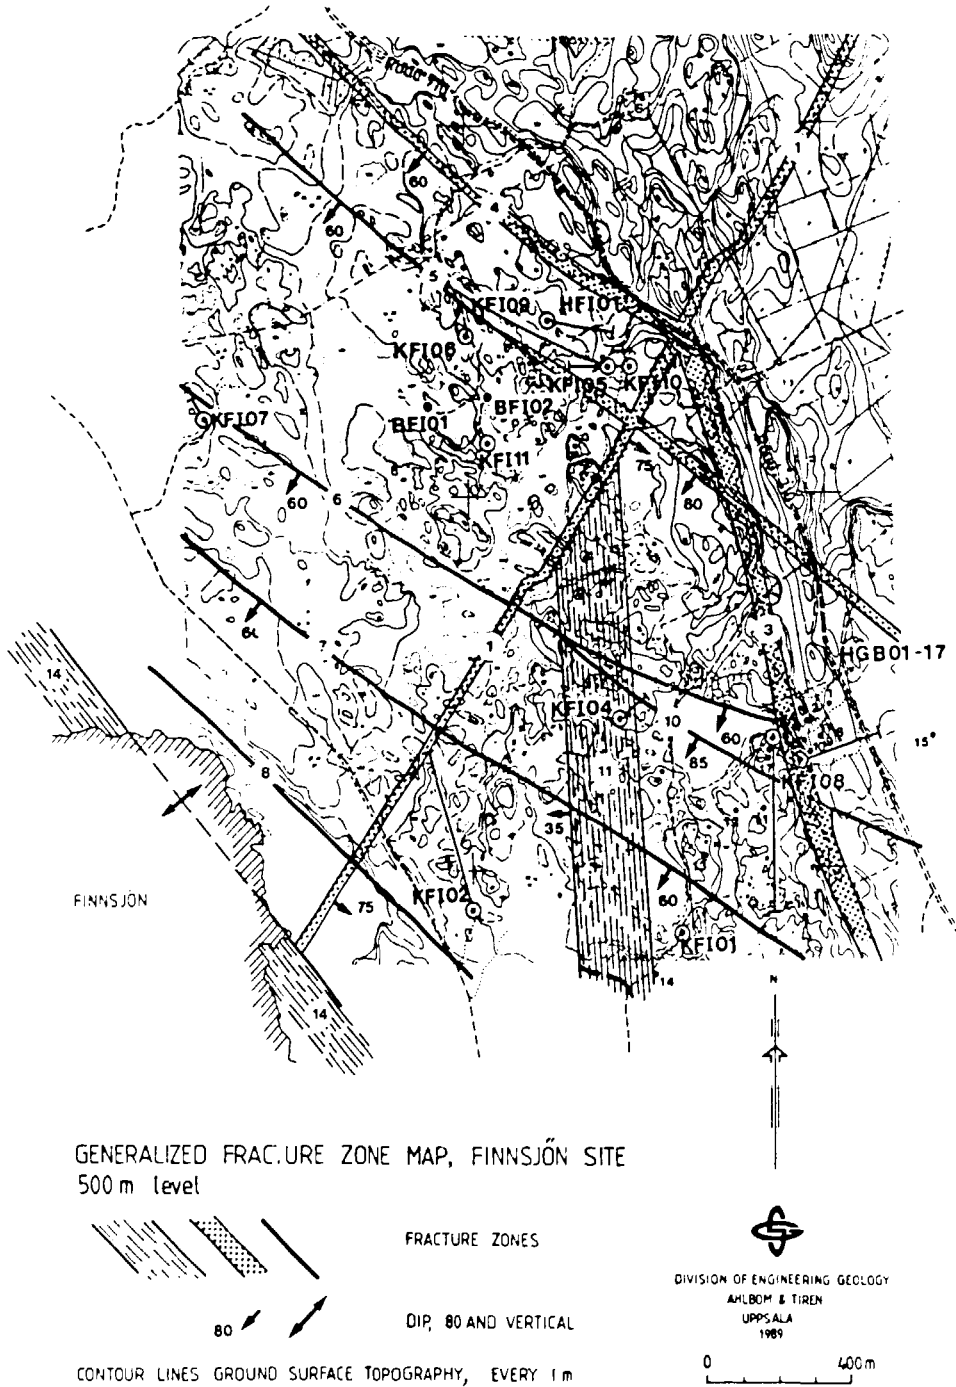 1
60
4
60
5
KFI09
HFI01
KFI06
KFI05
KFI10
BFI02
BFI01
KFI07
KFI11
75
60
60
6
1
3
7
HGB01-17
14
KFI04
10
60
85
15°
KFI08
8
11
35
FINNSJÖN
75
KFI02
60
KFI01
14
14
N
GENERALIZED FRAC.URE ZONE MAP, FINNSJÖN SITE
500 m level
FRACTURE ZONES
80
DIP, 80 AND VERTICAL
CONTOUR LINES GROUND SURFACE TOPOGRAPHY, EVERY 1 m
DIVISION OF ENGINEERING GEOLOGY
AHLBOM & TIREN
UPPSALA
1989
0 400 m